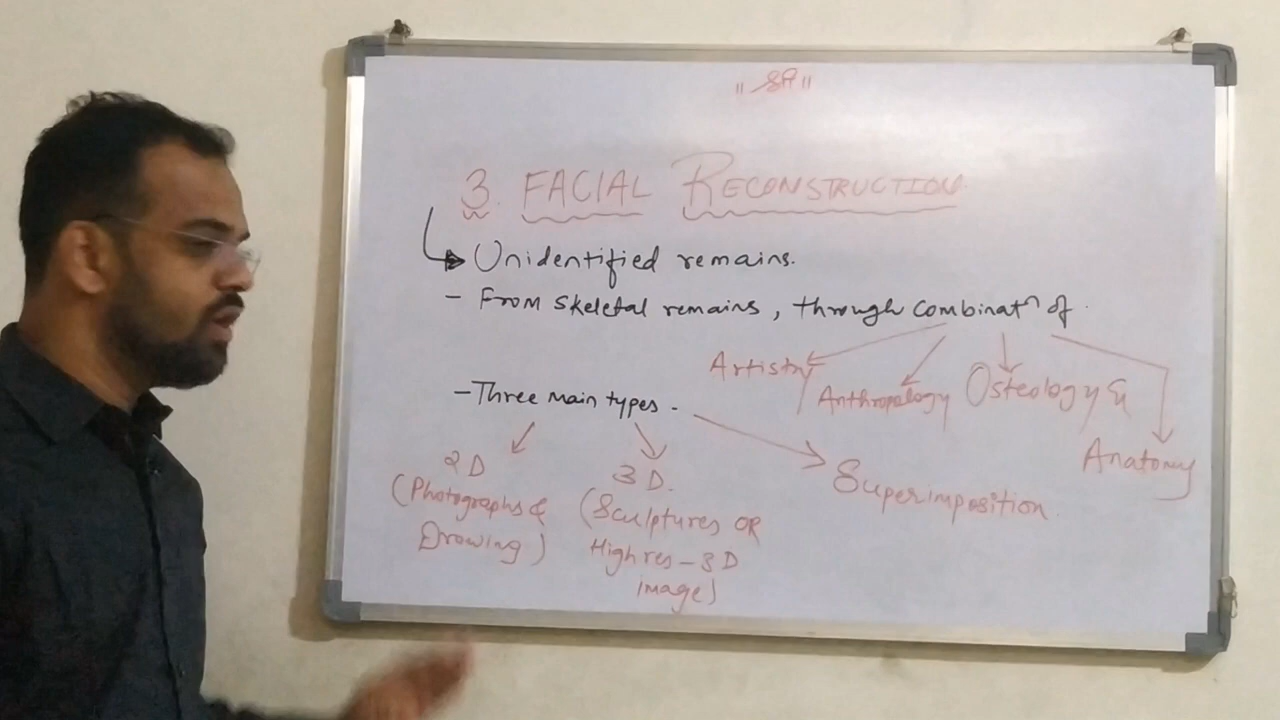 "श्री"
3. FACIAL RECONSTRUCTION
Unidentified remains.
- From skeletal remains, through combinatⁿ of
Artistry
Anthropology
Osteology &
Anatomy
- Three main types.
2D
(Photographs &
Drawing)
3D.
(Sculptures OR
High res - 3D
image)
Superimposition